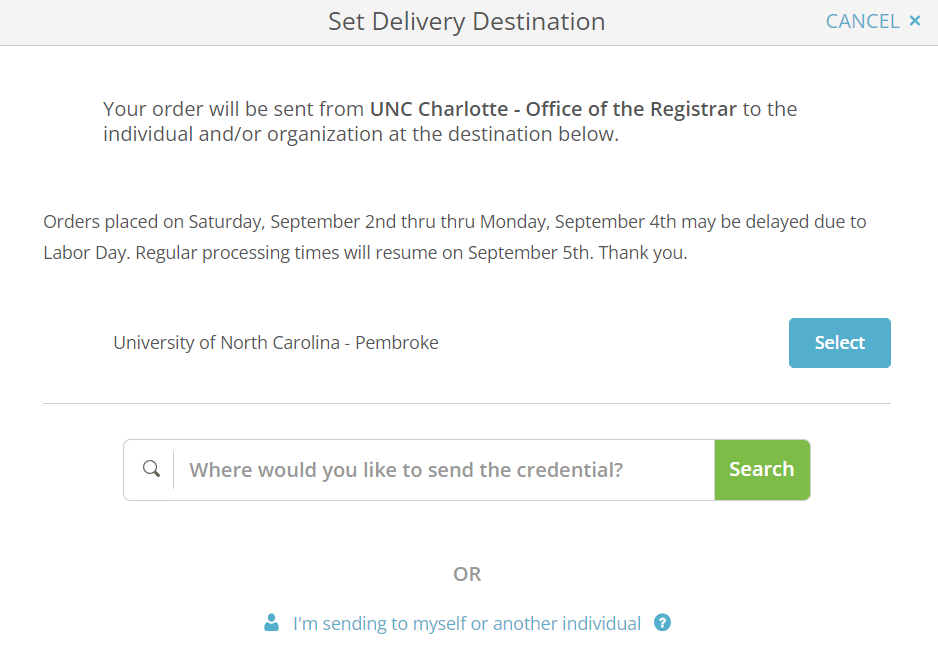 Set Delivery Destination
CANCEL ×
Your order will be sent from UNC Charlotte - Office of the Registrar to the
individual and/or organization at the destination below.
Orders placed on Saturday, September 2nd thru thru Monday, September 4th may be delayed due to
Labor Day. Regular processing times will resume on September 5th. Thank you.
University of North Carolina - Pembroke
Select
Where would you like to send the credential?
Search
OR
I'm sending to myself or another individual ?